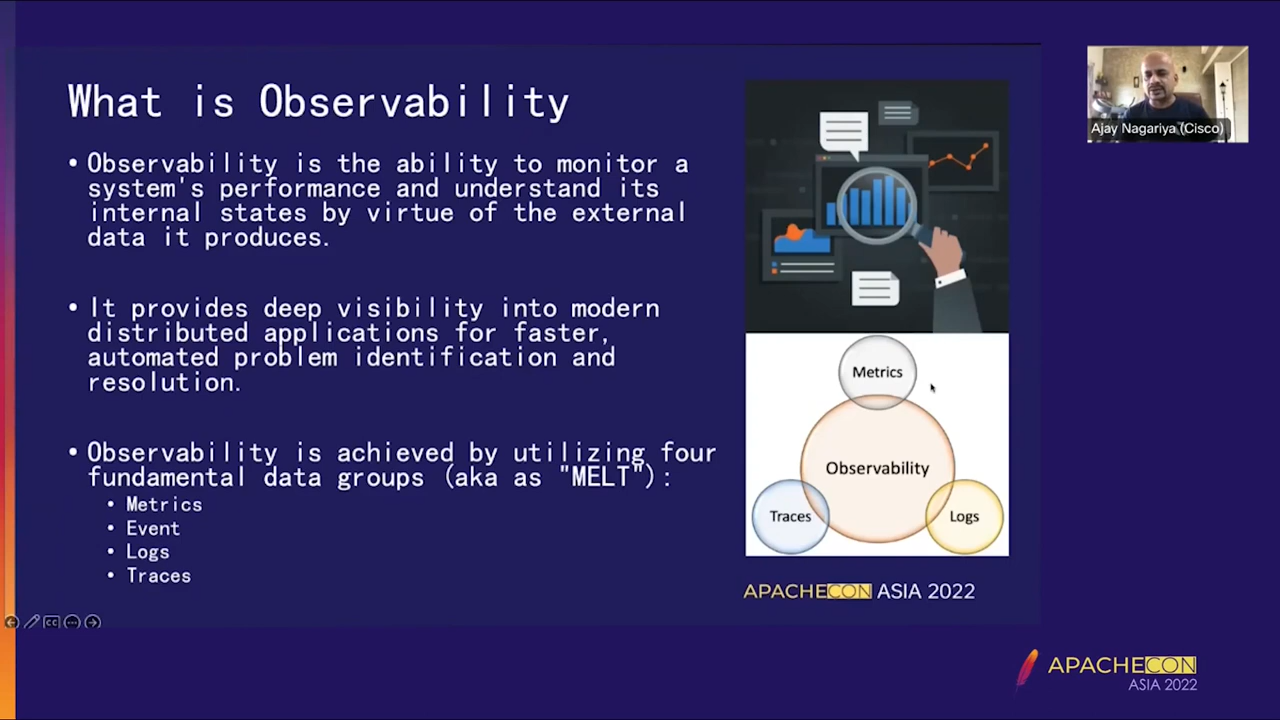 What is Observability
• Observability is the ability to monitor a
system's performance and understand its
internal states by virtue of the external
data it produces.
• It provides deep visibility into modern
distributed applications for faster,
automated problem identification and
resolution.
• Observability is achieved by utilizing four
fundamental data groups (aka as "MELT"):
• Metrics
• Event
• Logs
• Traces
Metrics
Observability
Traces
Logs
APACHECON ASIA 2022
Ajay Nagariya (Cisco)
CC
APACHECON
ASIA 2022